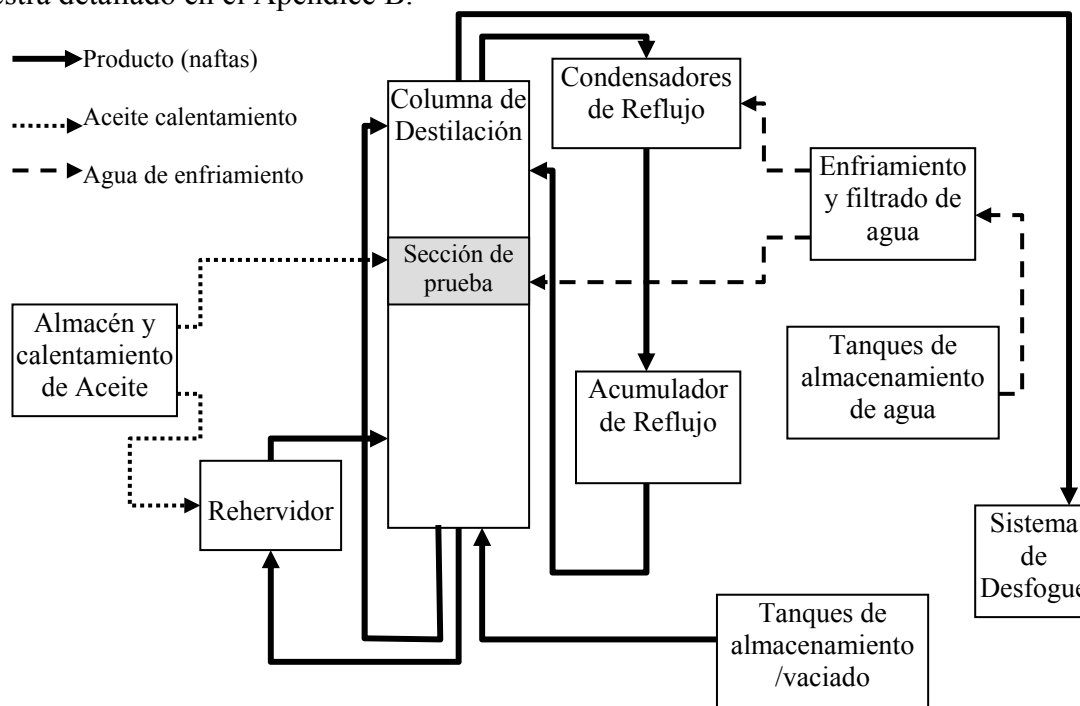 estra detallado en el Apéndice B.
Producto (naftas)
Aceite calentamiento
Agua de enfriamiento
Columna de
Destilación
Condensadores
de Reflujo
Enfriamiento
y filtrado de
agua
Sección de
prueba
Almacén y
calentamiento
de Aceite
Tanques de
almacenamiento
de agua
Acumulador
de Reflujo
Rehervidor
Sistema
de
Desfogue
Tanques de
almacenamiento
/vaciado